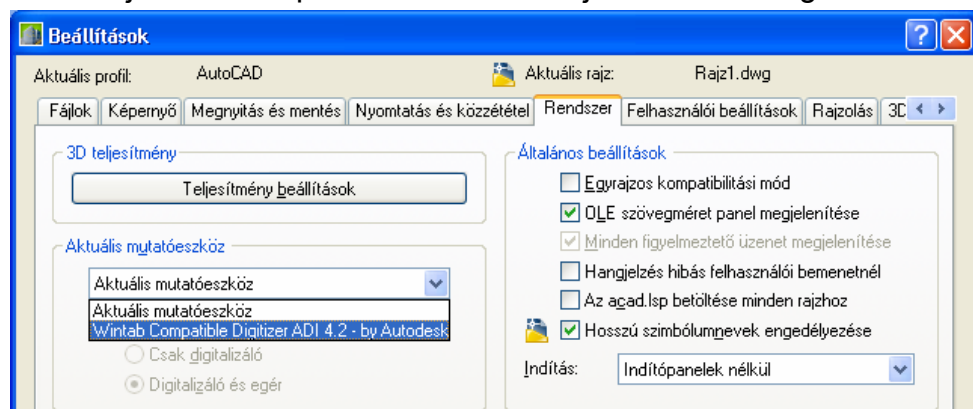 Beállítások
Aktuális profil: AutoCAD Aktuális rajz: Rajz1.dwg
Fájlok Képernyő Megnyitás és mentés Nyomtatás és közzététel Rendszer Felhasználói beállítások Rajzolás 3D
3D teljesítmény
Teljesítmény beállítások
Aktuális mutatóeszköz
Aktuális mutatóeszköz
Aktuális mutatóeszköz
Wintab Compatible Digitizer ADI 4.2 - by Autodesk
Csak digitalizáló
Digitalizáló és egér
Általános beállítások
Egyrajzos kompatibilitási mód
OLE szövegméret panel megjelenítése
Minden figyelmeztető üzenet megjelenítése
Hangjelzés hibás felhasználói bemenetnél
Az acad.lsp betöltése minden rajzhoz
Hosszú szimbólumnevek engedélyezése
Indítás: Indítópanelek nélkül